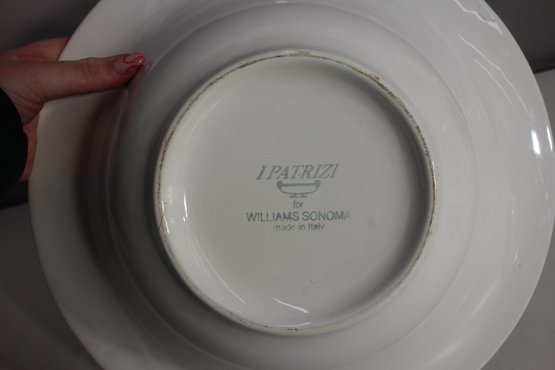 I PATRIZI
for
WILLIAMS SONOMA
made in Italy